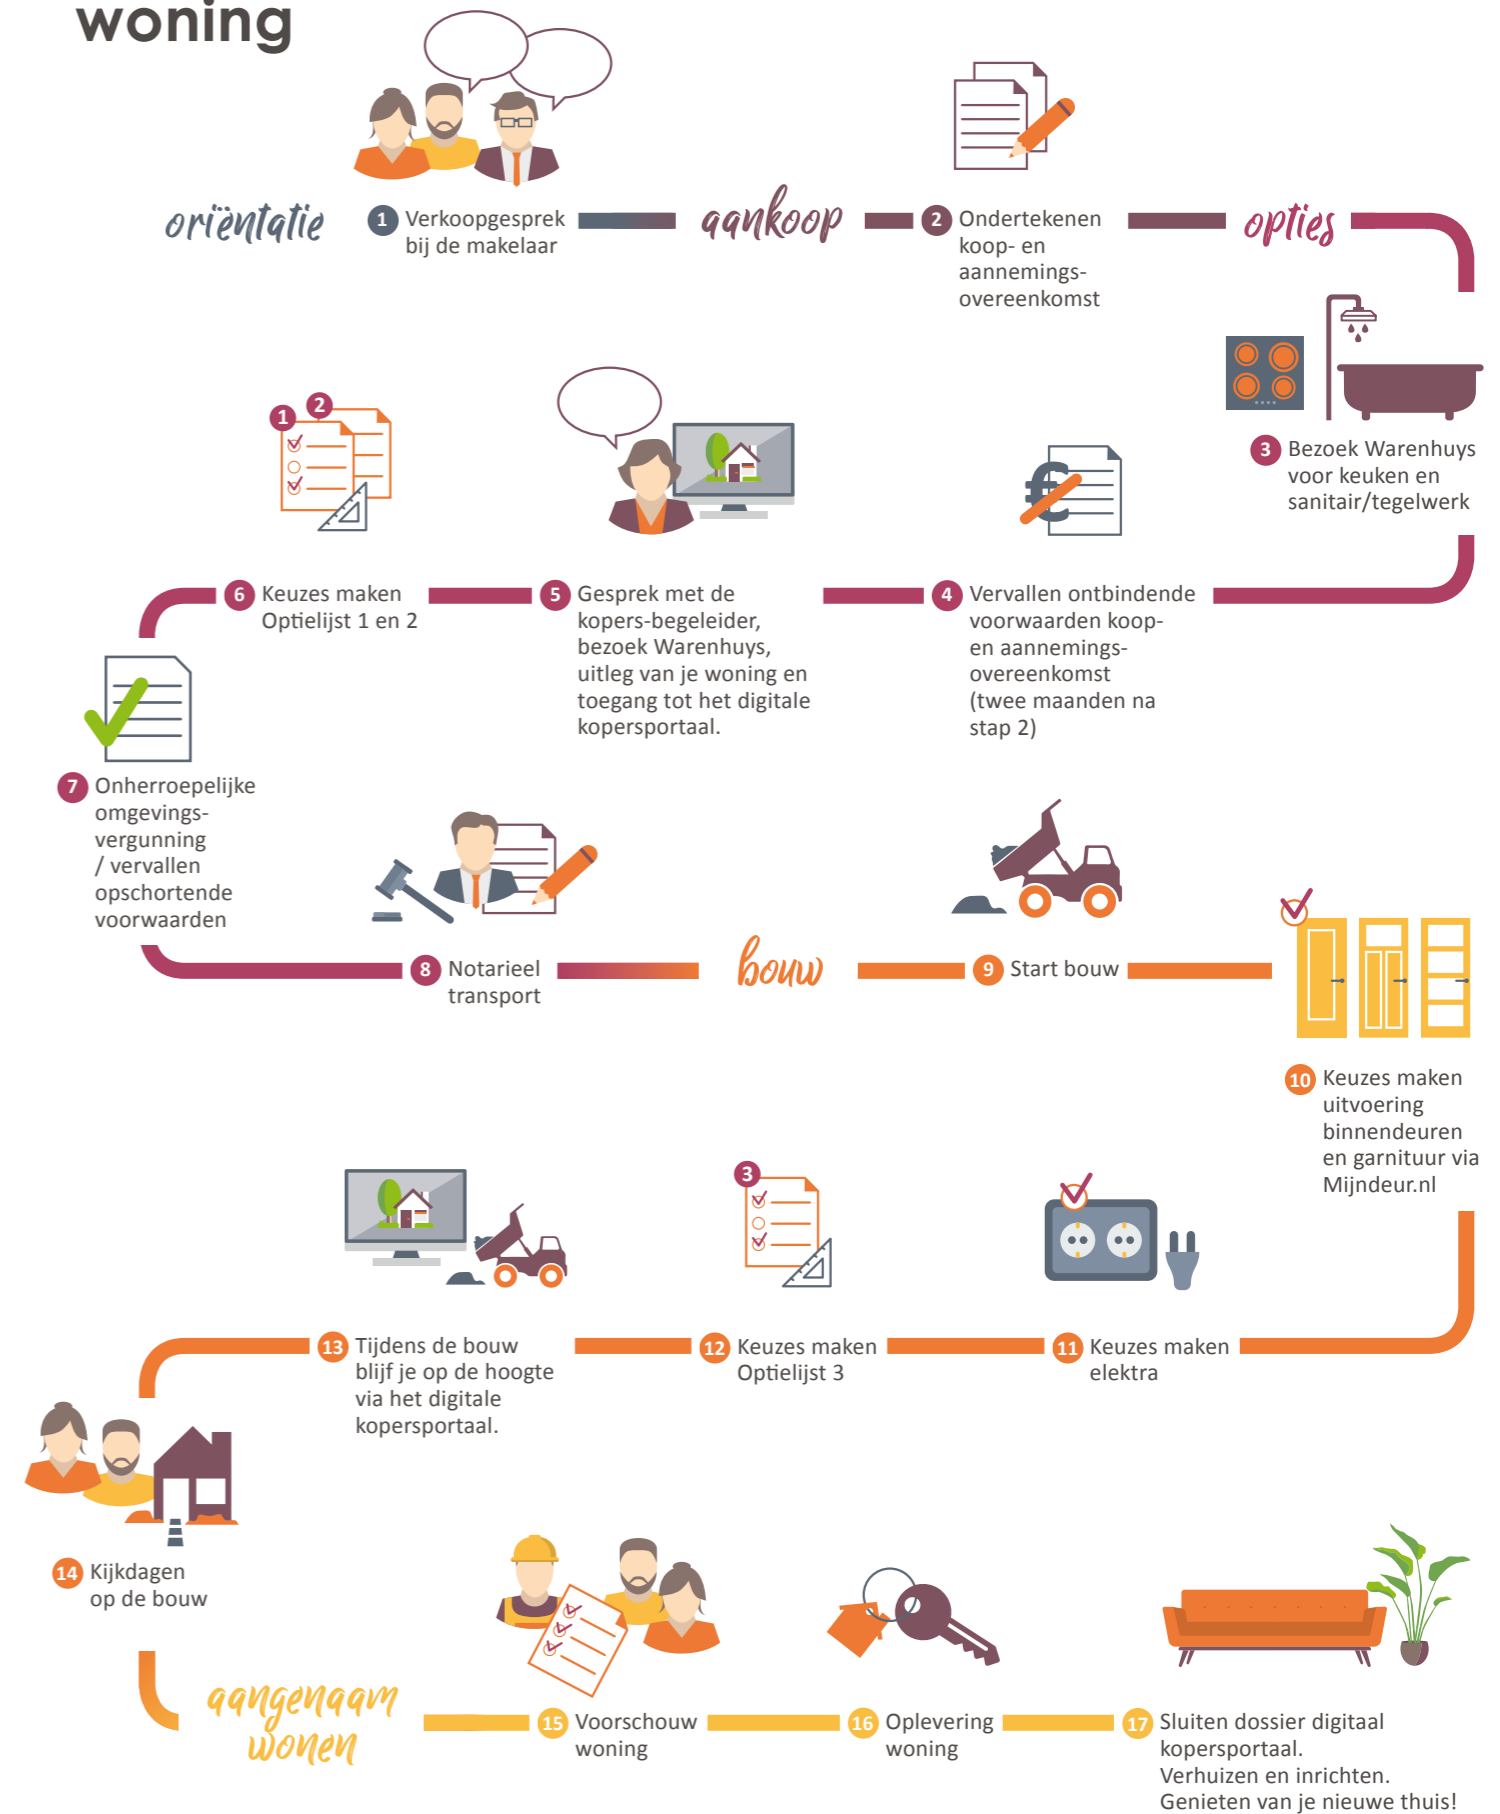 woning
oriëntatie
1 Verkoopgesprek
bij de makelaar
aankoop
2 Ondertekenen
koop- en
aannemings-
overeenkomst
opties
3 Bezoek Warenhuys
voor keuken en
sanitair/tegelwerk
€
4 Vervallen ontbindende
voorwaarden koop-
en aannemings-
overeenkomst
(twee maanden na
stap 2)
5 Gesprek met de
kopers-begeleider,
bezoek Warenhuys,
uitleg van je woning en
toegang tot het digitale
kopersportaal.
1 2
6 Keuzes maken
Optielijst 1 en 2
7 Onherroepelijke
omgevings-
vergunning
/ vervallen
opschortende
voorwaarden
8 Notarieel
transport
bouw
9 Start bouw
10 Keuzes maken
uitvoering
binnendeuren
en garnituur via
Mijndeur.nl
11 Keuzes maken
elektra
3
12 Keuzes maken
Optielijst 3
13 Tijdens de bouw
blijf je op de hoogte
via het digitale
kopersportaal.
14 Kijkdagen
op de bouw
aangenaam
wonen
15 Voorschouw
woning
16 Oplevering
woning
17 Sluiten dossier digitaal
kopersportaal.
Verhuizen en inrichten.
Genieten van je nieuwe thuis!